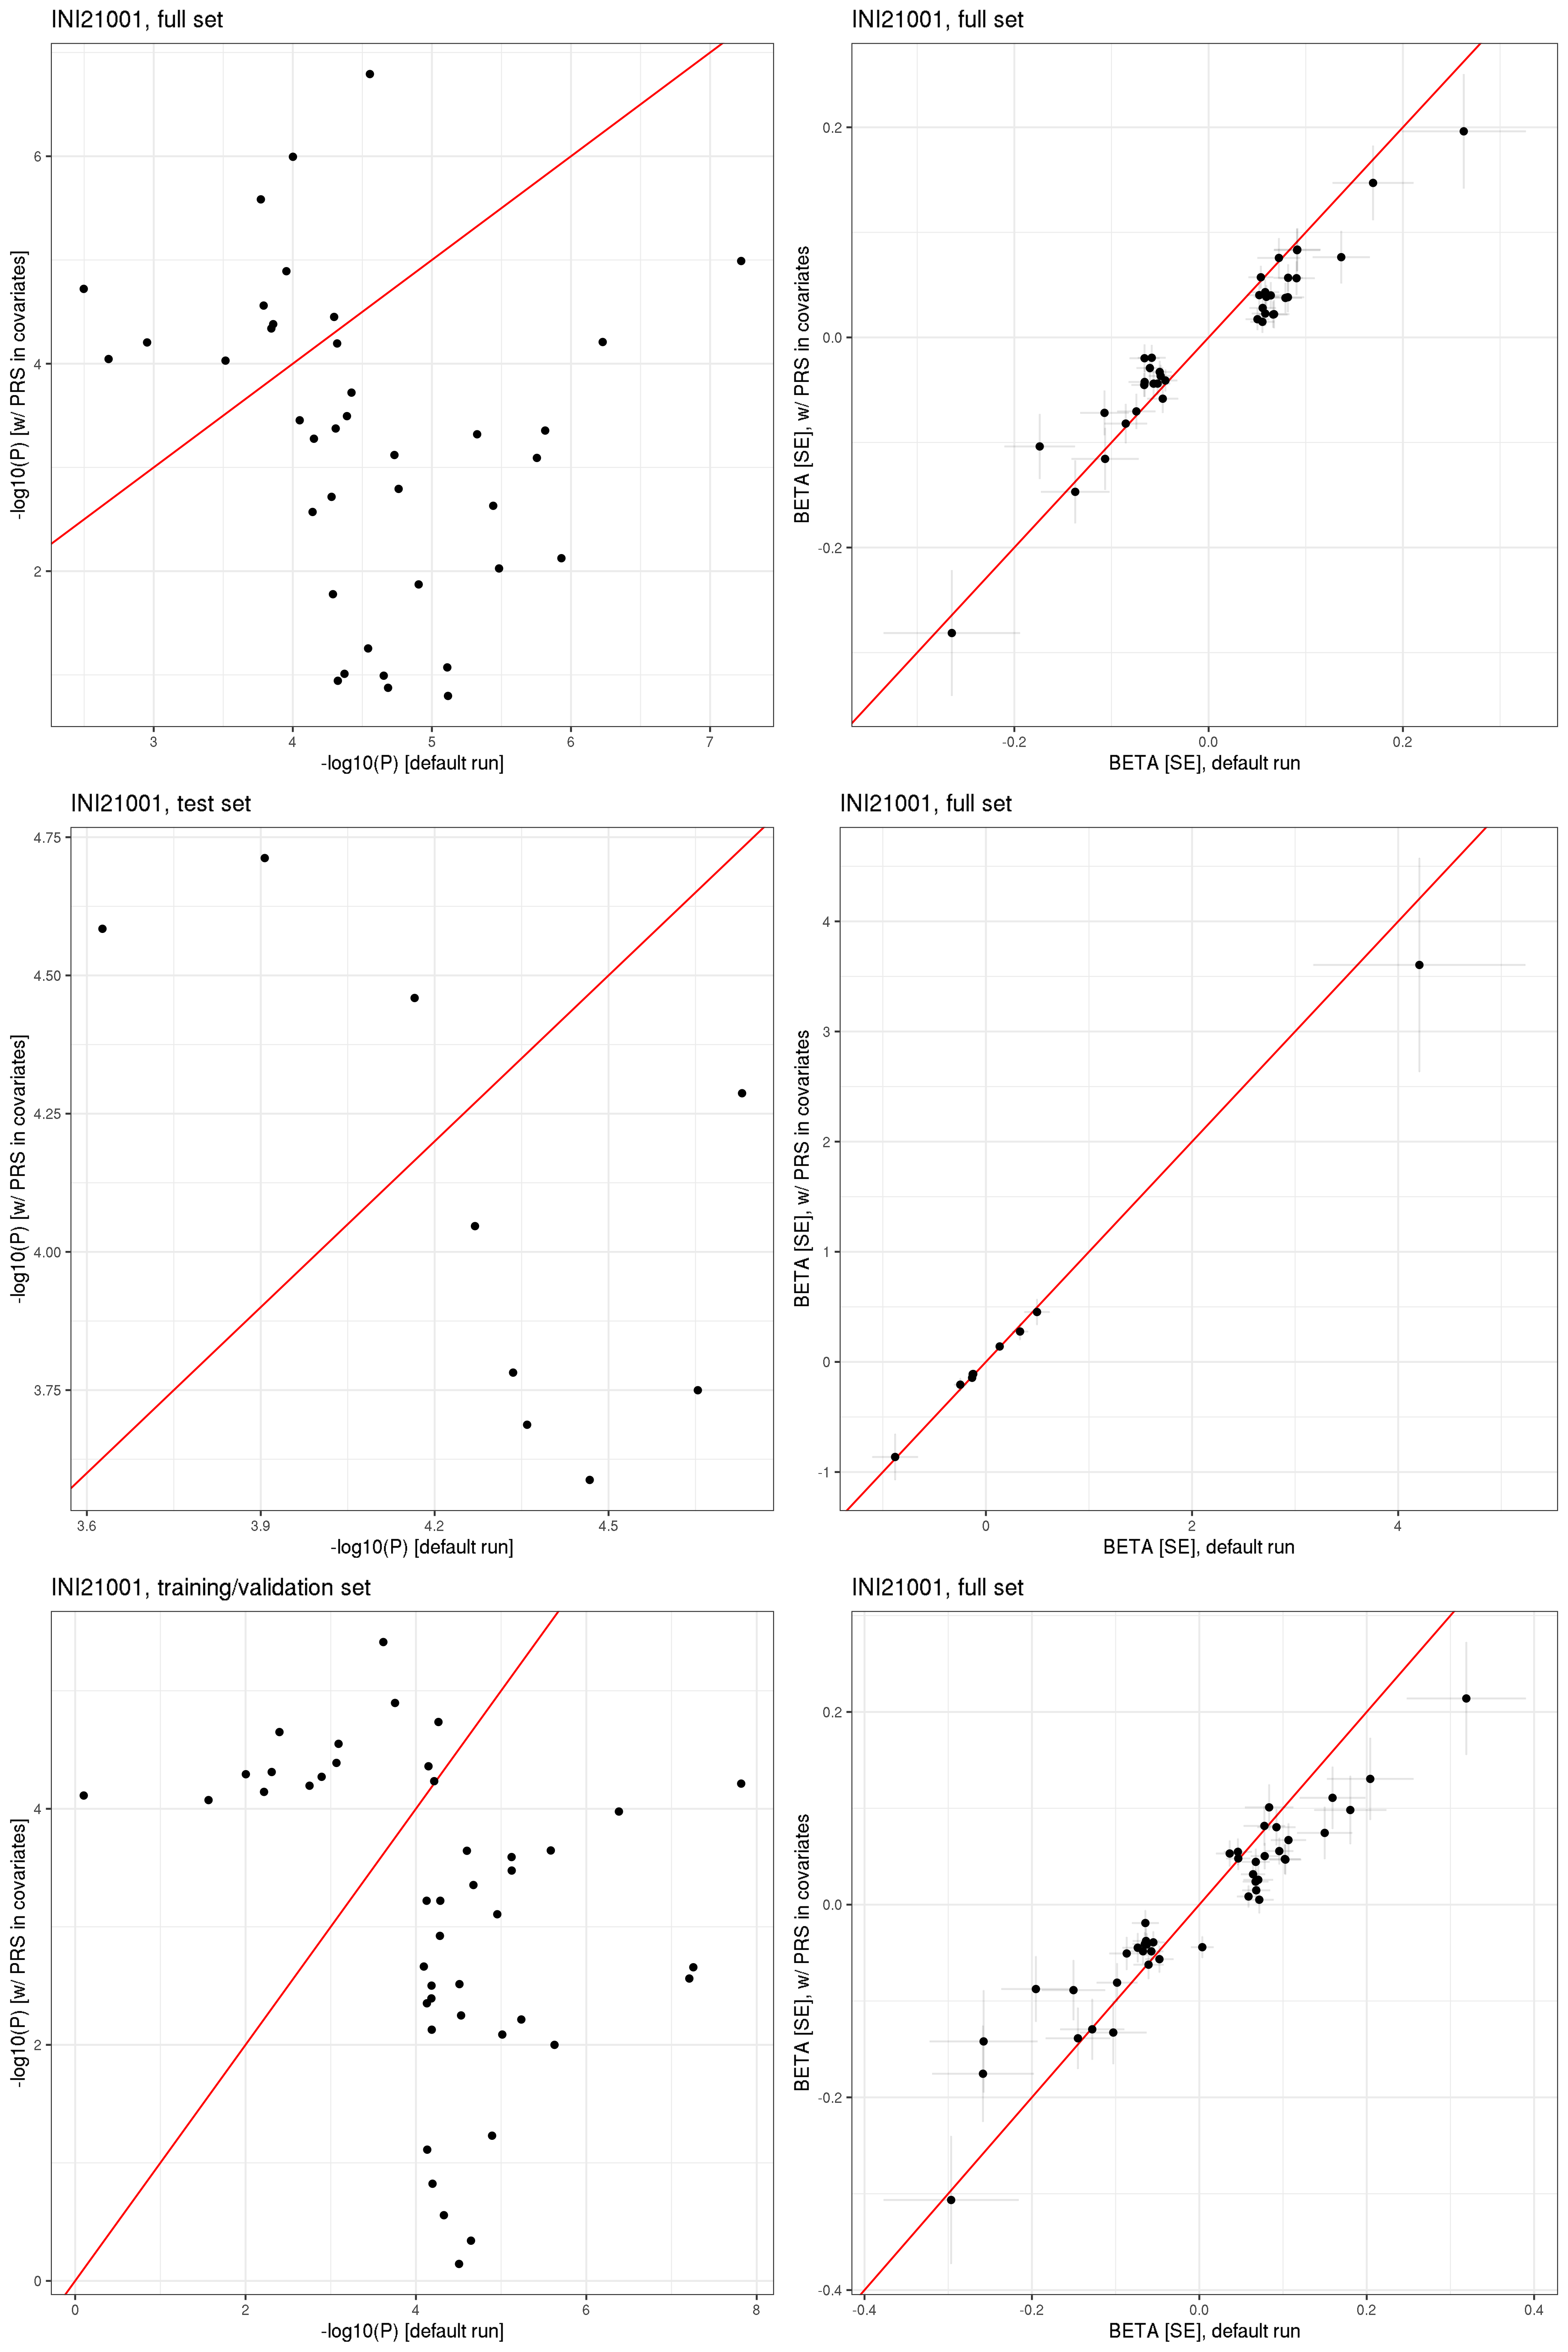 INI21001, full set
-log10(P) [w/ PRS in covariates]
6
4
2
3 4 5 6 7
-log10(P) [default run]
INI21001, full set
BETA [SE], w/ PRS in covariates
0.2
0.0
-0.2
-0.2 0.0 0.2
BETA [SE], default run
INI21001, test set
-log10(P) [w/ PRS in covariates]
4.75
4.50
4.25
4.00
3.75
3.6 3.9 4.2 4.5
-log10(P) [default run]
INI21001, full set
BETA [SE], w/ PRS in covariates
4
3
2
1
0
-1
0 2 4
BETA [SE], default run
INI21001, training/validation set
-log10(P) [w/ PRS in covariates]
4
2
0
0 2 4 6 8
-log10(P) [default run]
INI21001, full set
BETA [SE], w/ PRS in covariates
0.2
0.0
-0.2
-0.4
-0.4 -0.2 0.0 0.2 0.4
BETA [SE], default run